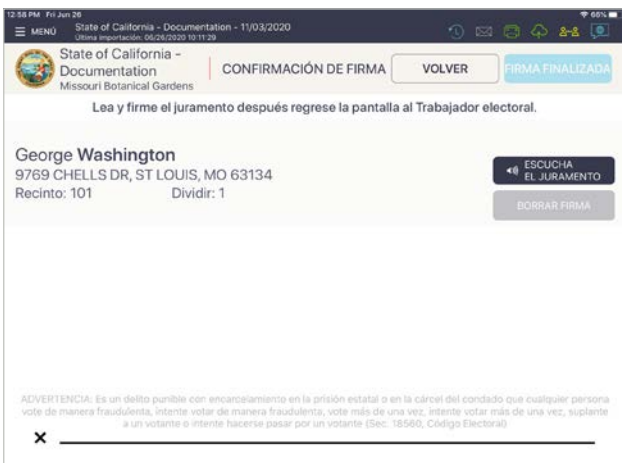 12:58 PM Fri Jun 26
66%
MENÚ
State of California - Documentation - 11/03/2020
Última importación: 06/26/2020 10:11:29
State of California -
Documentation
Missouri Botanical Gardens
CONFIRMACIÓN DE FIRMA
VOLVER
FIRMA FINALIZADA
Lea y firme el juramento después regrese la pantalla al Trabajador electoral.
George Washington
9769 CHELLS DR, ST LOUIS, MO 63134
Recinto: 101 Dividir: 1
ESCUCHA
EL JURAMENTO
BORRAR FIRMA
ADVERTENCIA: Es un delito punible con encarcelamiento en la prisión estatal o en la cárcel del condado que cualquier persona
vote de manera fraudulenta, intente votar de manera fraudulenta, vote más de una vez, intente votar más de una vez, suplante
a un votante o intente hacerse pasar por un votante (Sec. 18560, Código Electoral)